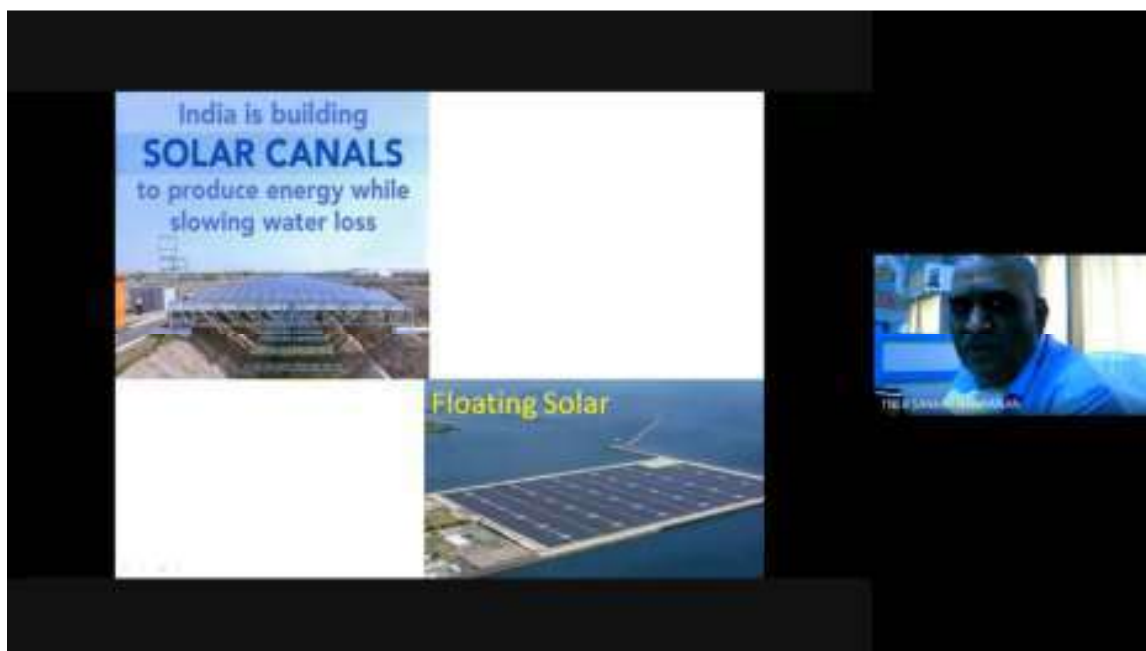 India is building
SOLAR CANALS
to produce energy while
slowing water loss
Floating Solar